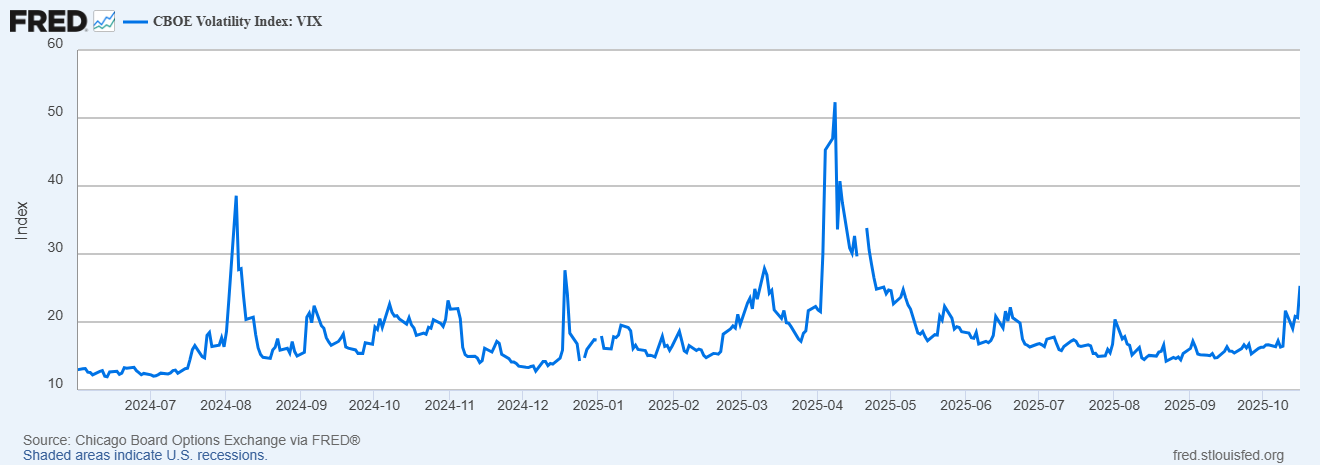 FRED® CBOE Volatility Index: VIX
60
50
40
30
20
10
Index
2024-07 2024-08 2024-09 2024-10 2024-11 2024-12 2025-01 2025-02 2025-03 2025-04 2025-05 2025-06 2025-07 2025-08 2025-09 2025-10
Source: Chicago Board Options Exchange via FRED®
Shaded areas indicate U.S. recessions.
fred.stlouisfed.org